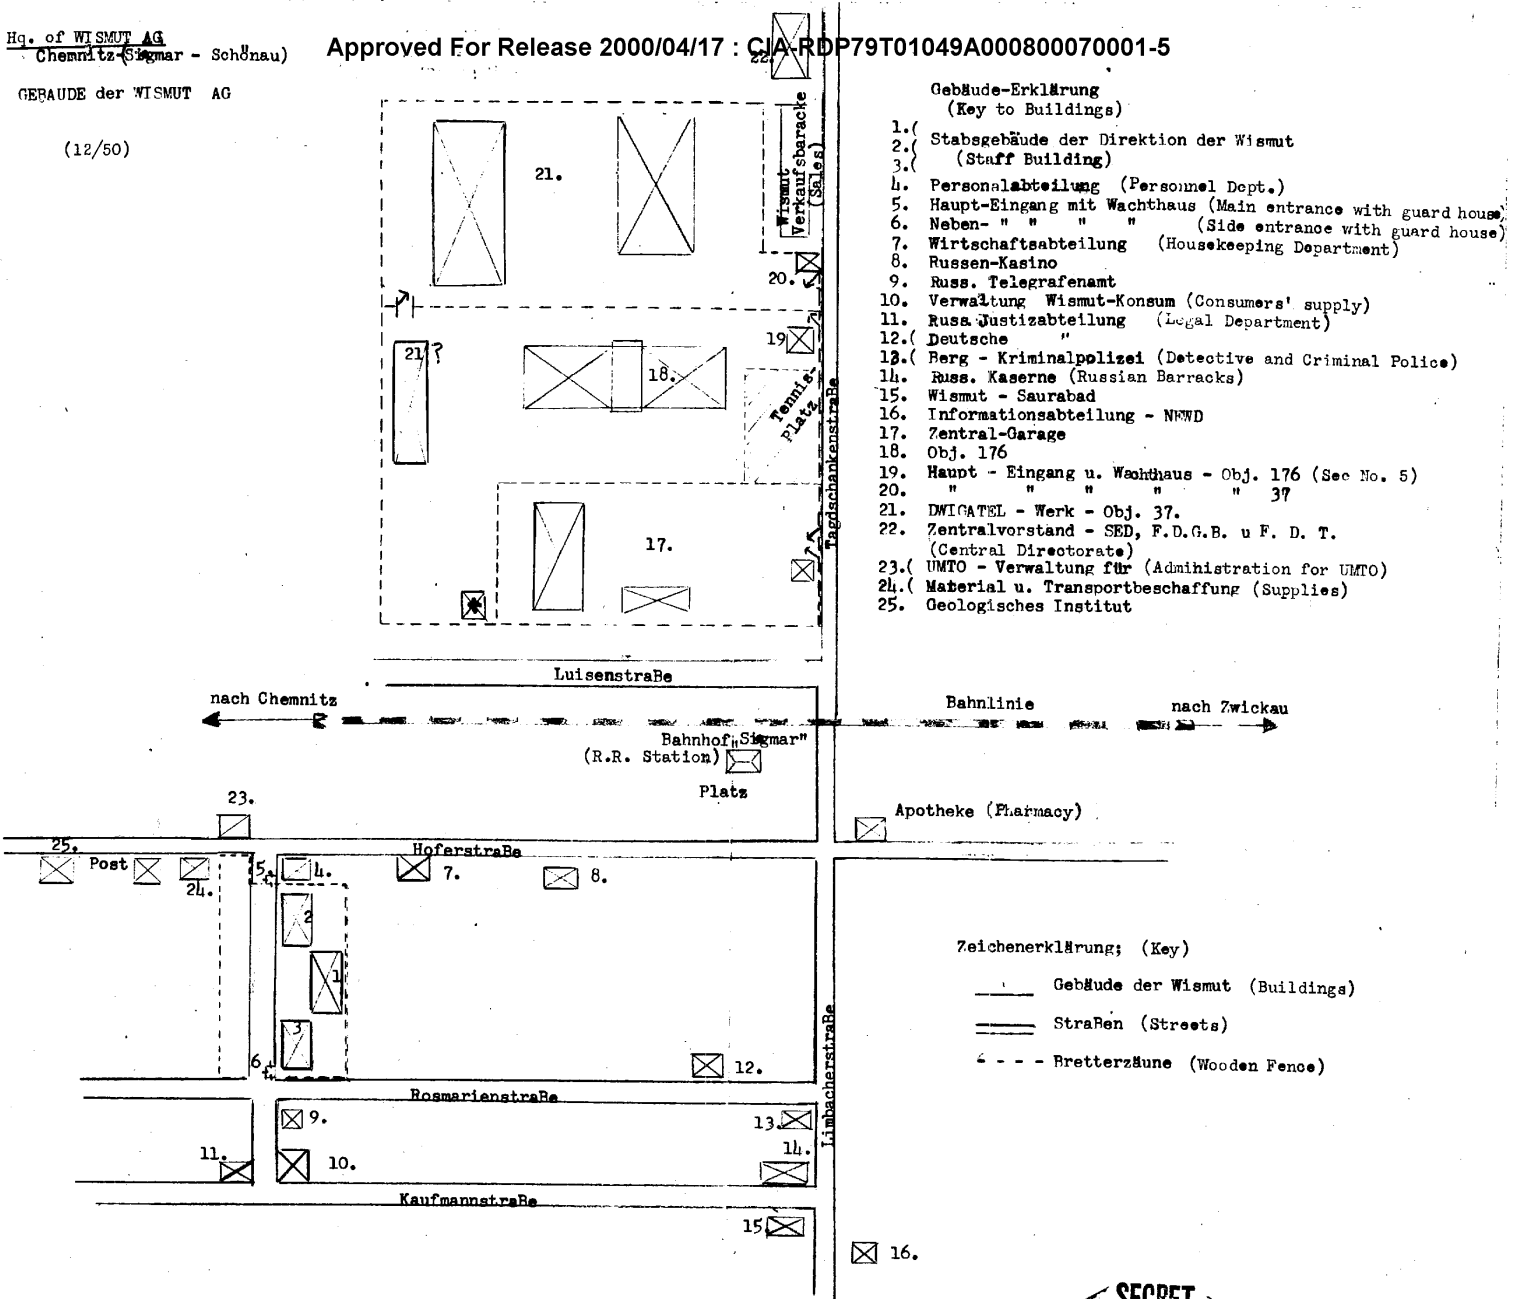 Hq. of WISMUT AG
Chemnitz-(Sigmar - Schönau)
GEBAUDE der WISMUT AG
(12/50)
Approved For Release 2000/04/17 : CIA-RDP79T01049A000800070001-5
22.
21.
Wismut
Verkaufsbaracke
(Sales)
20.
19
21 ?
18.
Tennis-
Platz
17.
Tagdschankenstraße
Gebäude-Erklärung
(Key to Buildings)
1.(
2.( Stabsgebäude der Direktion der Wismut
3.( (Staff Building)
4. Personalabteilung (Personnel Dept.)
5. Haupt-Eingang mit Wachthaus (Main entrance with guard house)
6. Neben- " " " " (Side entrance with guard house)
7. Wirtschaftsabteilung (Housekeeping Department)
8. Russen-Kasino
9. Russ. Telegrafenamt
10. Verwaltung Wismut-Konsum (Consumers' supply)
11. Russ Justizabteilung (Legal Department)
12.( Deutsche "
13.( Berg - Kriminalpolizei (Detective and Criminal Police)
14. Russ. Kaserne (Russian Barracks)
15. Wismut - Saurabad
16. Informationsabteilung - NKWD
17. Zentral-Garage
18. Obj. 176
19. Haupt - Eingang u. Wachthaus - Obj. 176 (See No. 5)
20. " " " " " 37
21. DWIGATEL - Werk - Obj. 37.
22. Zentralvorstand - SED, F.D.G.B. u F. D. T.
(Central Directorate)
23.( UMTO - Verwaltung für (Administration for UMTO)
24.( Material u. Transportbeschaffung (Supplies)
25. Geologisches Institut
Luisenstraße
nach Chemnitz
Bahnlinie
nach Zwickau
Bahnhof „Sigmar"
(R.R. Station)
Platz
23.
Apotheke (Pharmacy)
Hoferstraße
25.
Post
24.
5
4.
7.
8.
2
1
3
6
12.
Limbacherstraße
Zeichenerklärung; (Key)
Gebäude der Wismut (Buildings)
Straßen (Streets)
Bretterzäune (Wooden Fence)
Rosmarienstraße
9.
10.
11.
13.
14.
Kaufmannstraße
15.
16.
SECRET